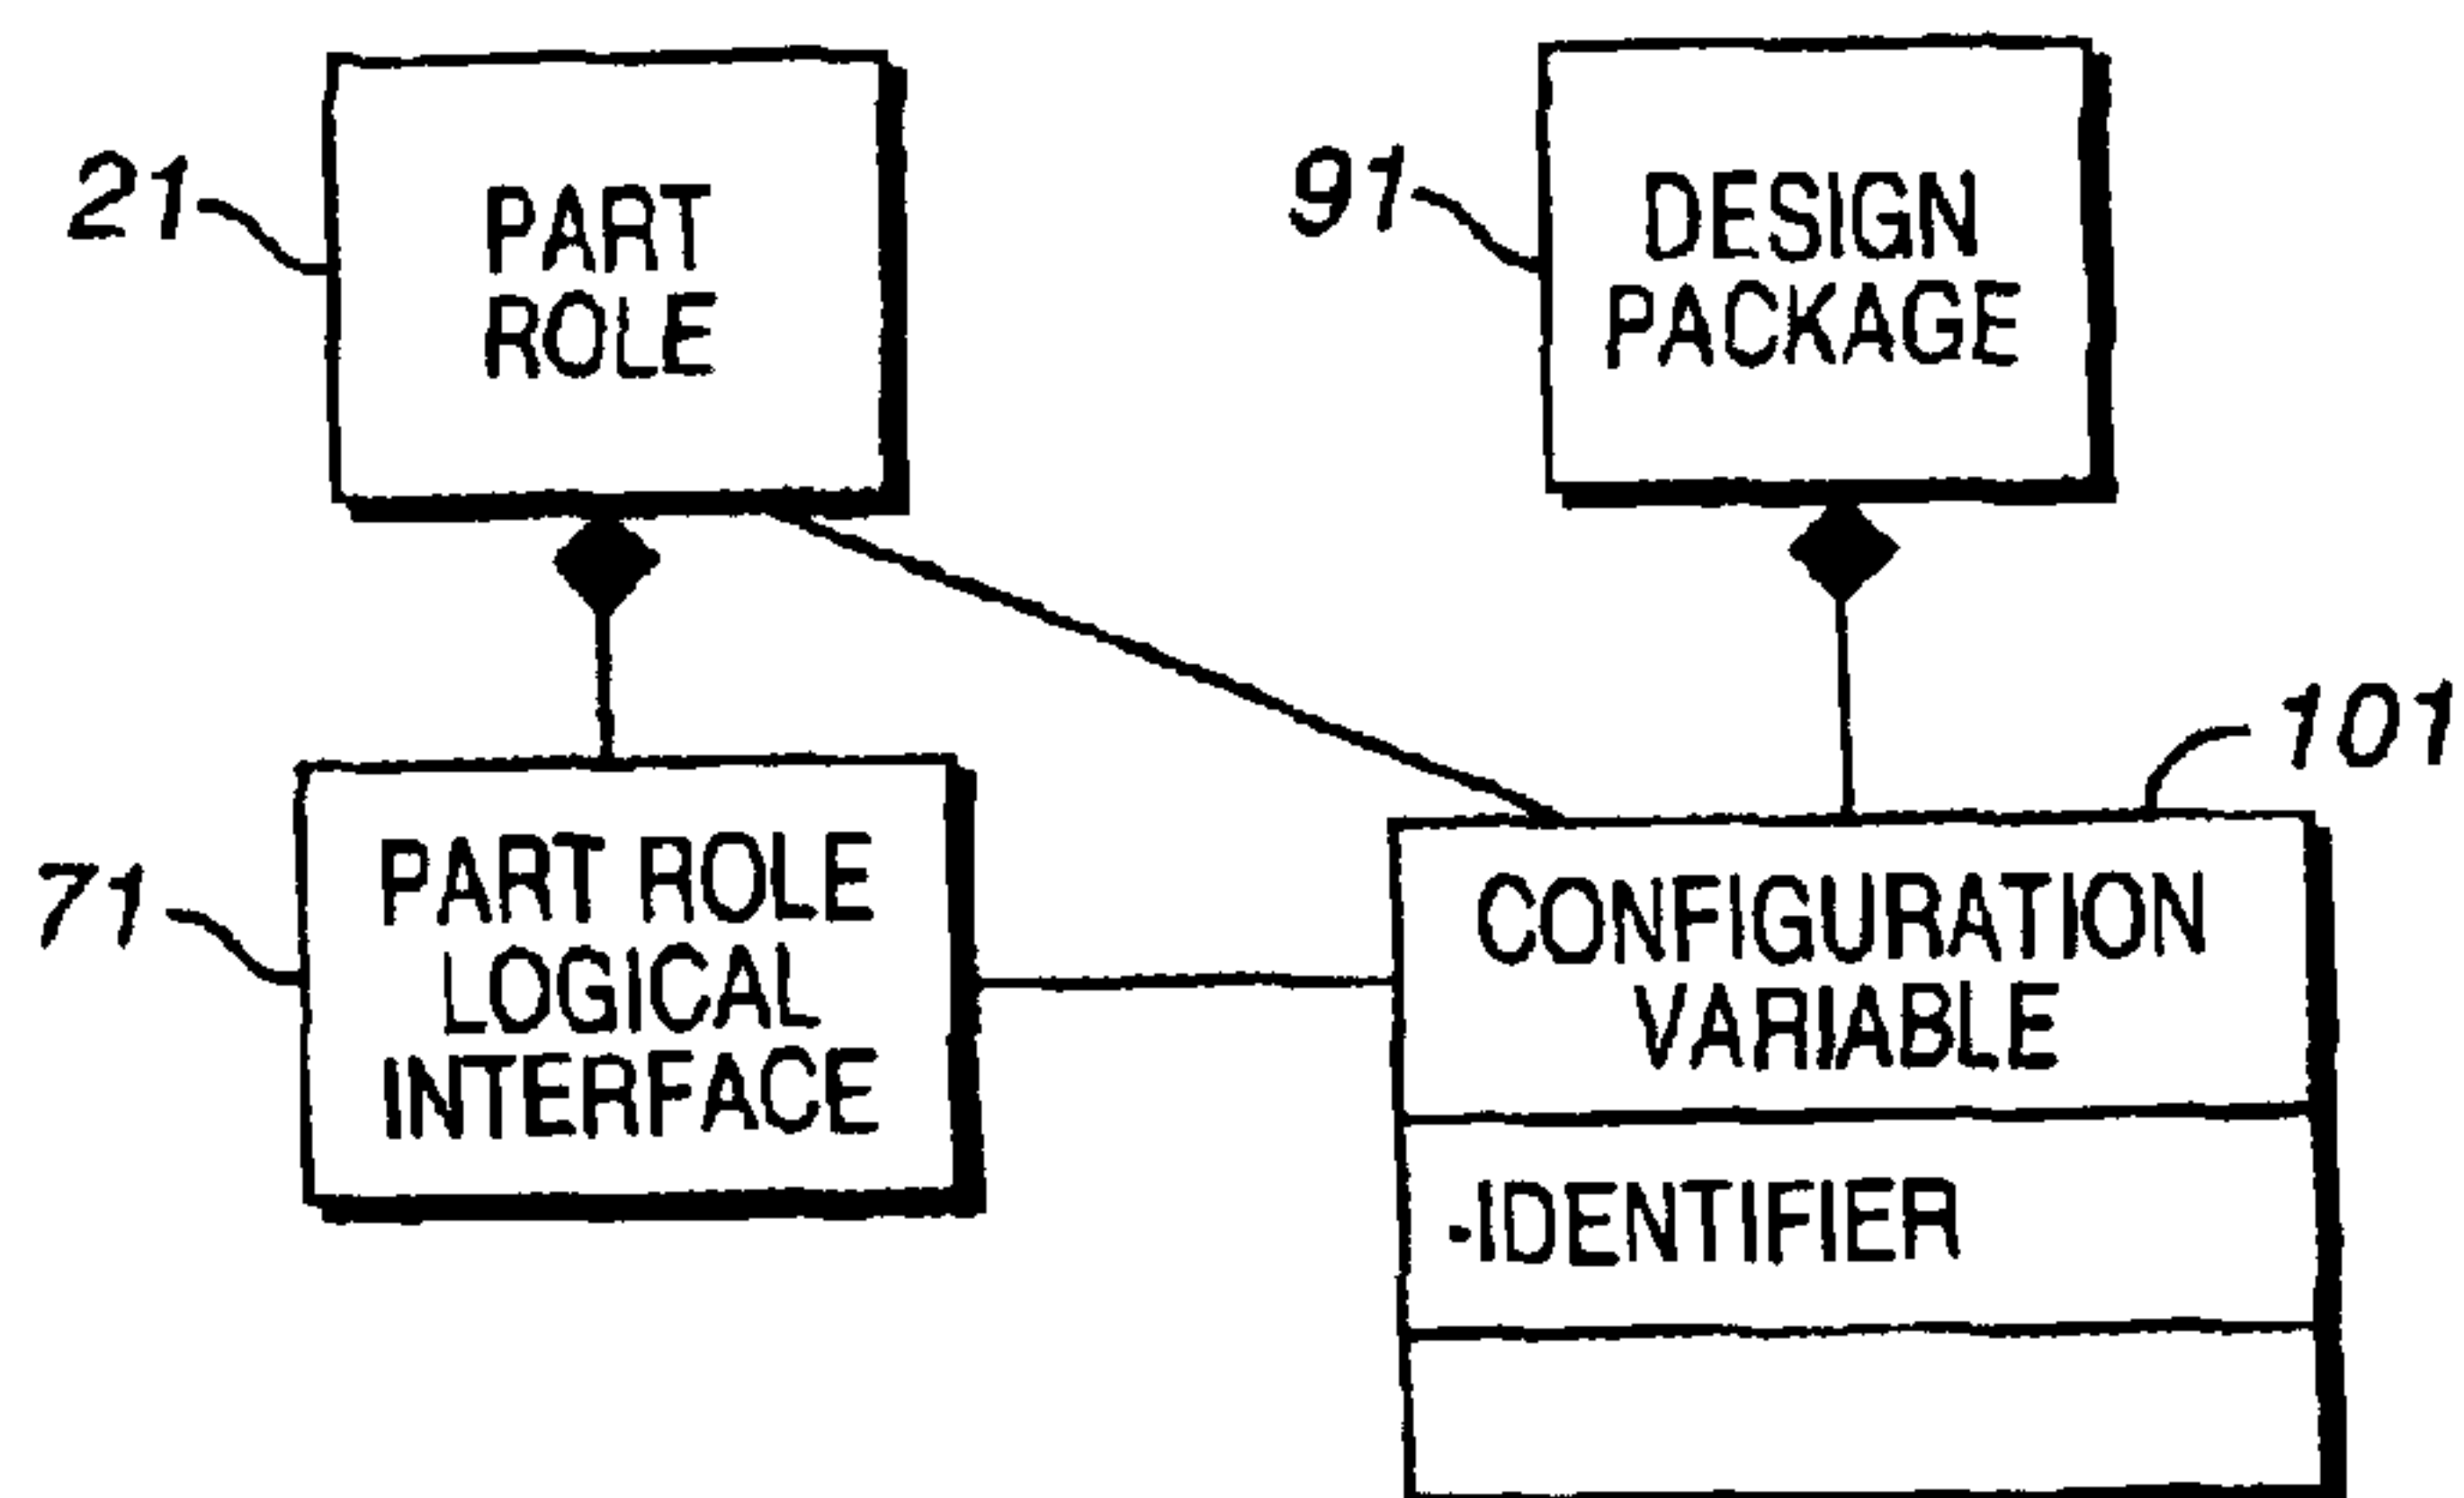 21
PART
ROLE
91
DESIGN
PACKAGE
71
PART ROLE
LOGICAL
INTERFACE
101
CONFIGURATION
VARIABLE
•IDENTIFIER